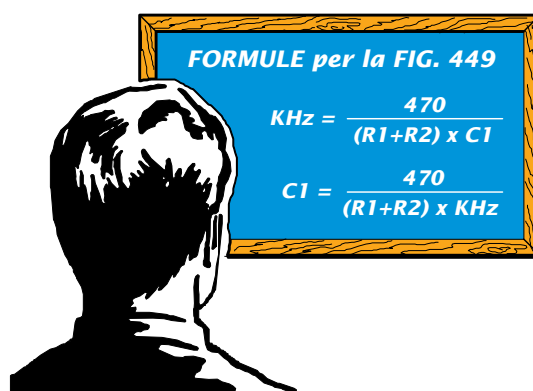 FORMULE per la FIG. 449
KHz = 470
(R1+R2) x C1
C1 = 470
(R1+R2) x KHz